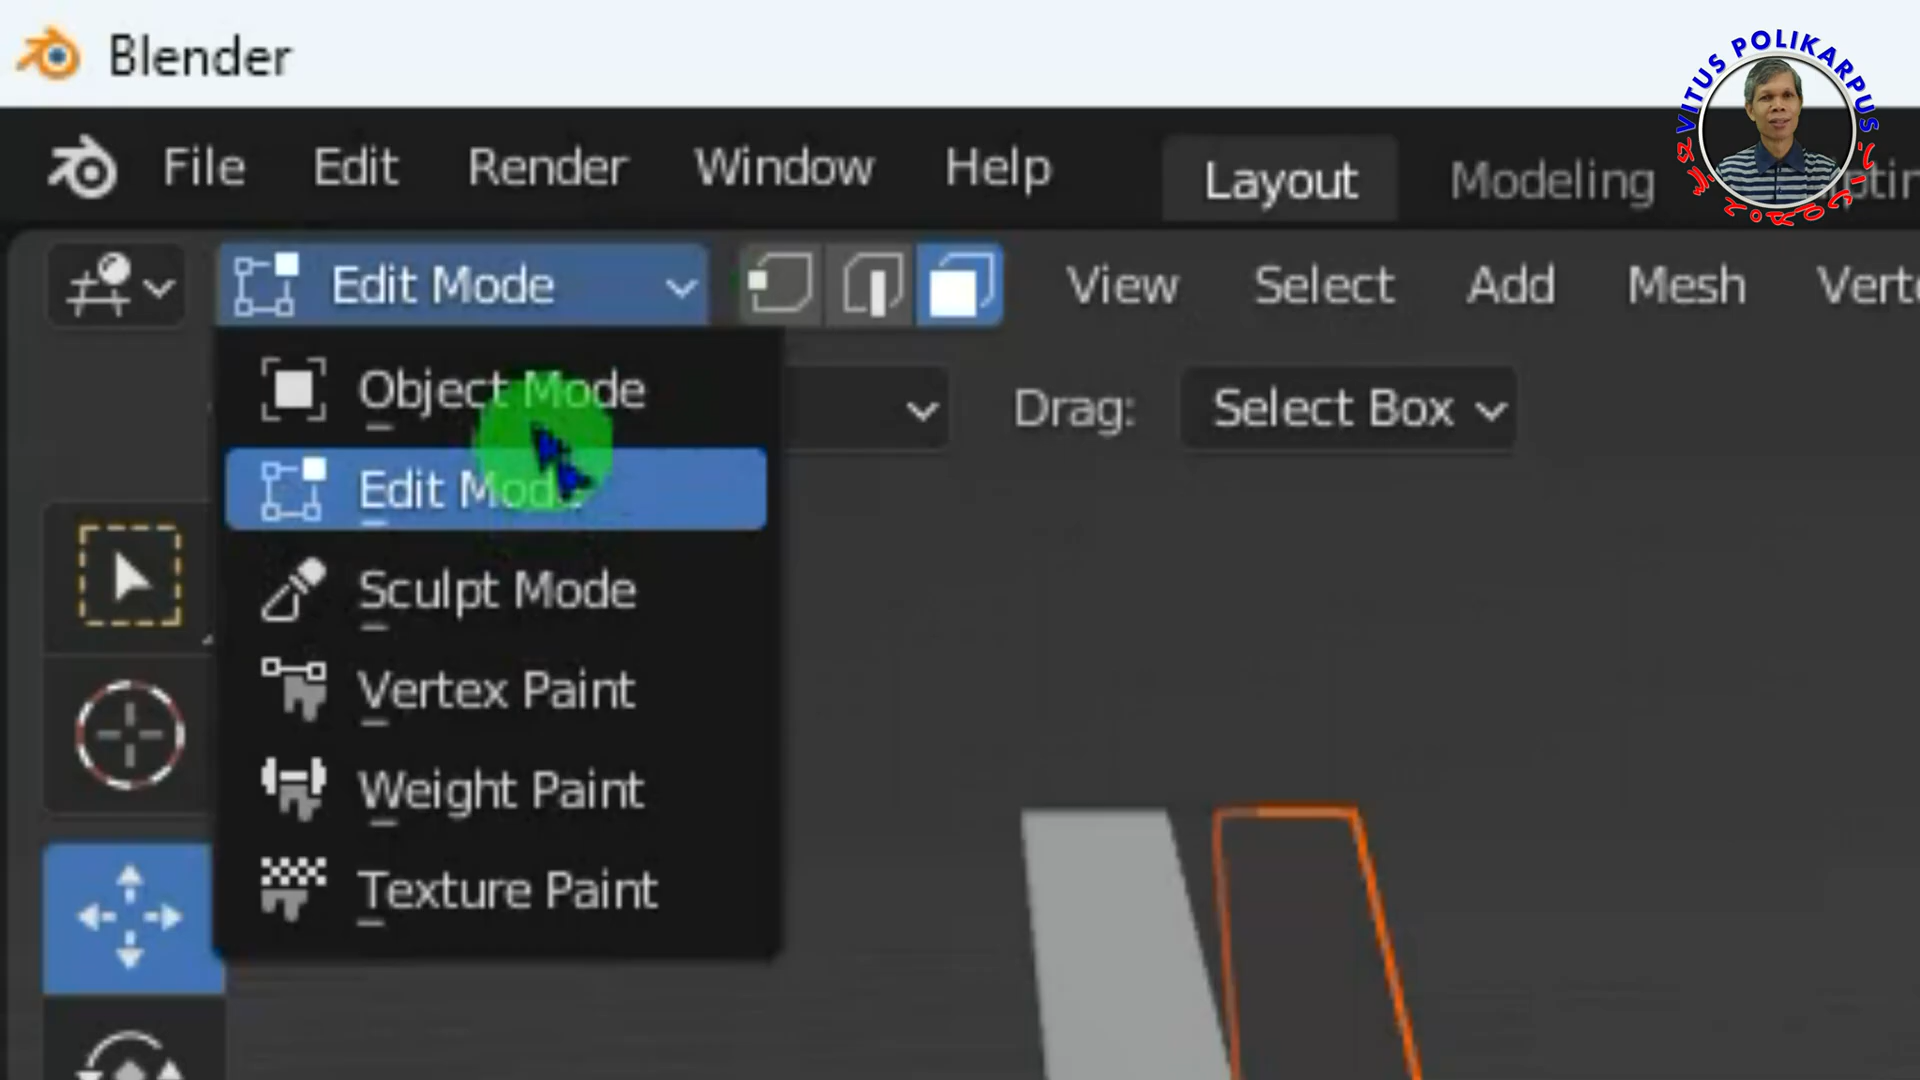 Blender
VITUS POLIKARPUS
File Edit Render Window Help Layout Modeling
Edit Mode View Select Add Mesh
Object Mode Drag: Select Box
Edit Mode
Sculpt Mode
Vertex Paint
Weight Paint
Texture Paint